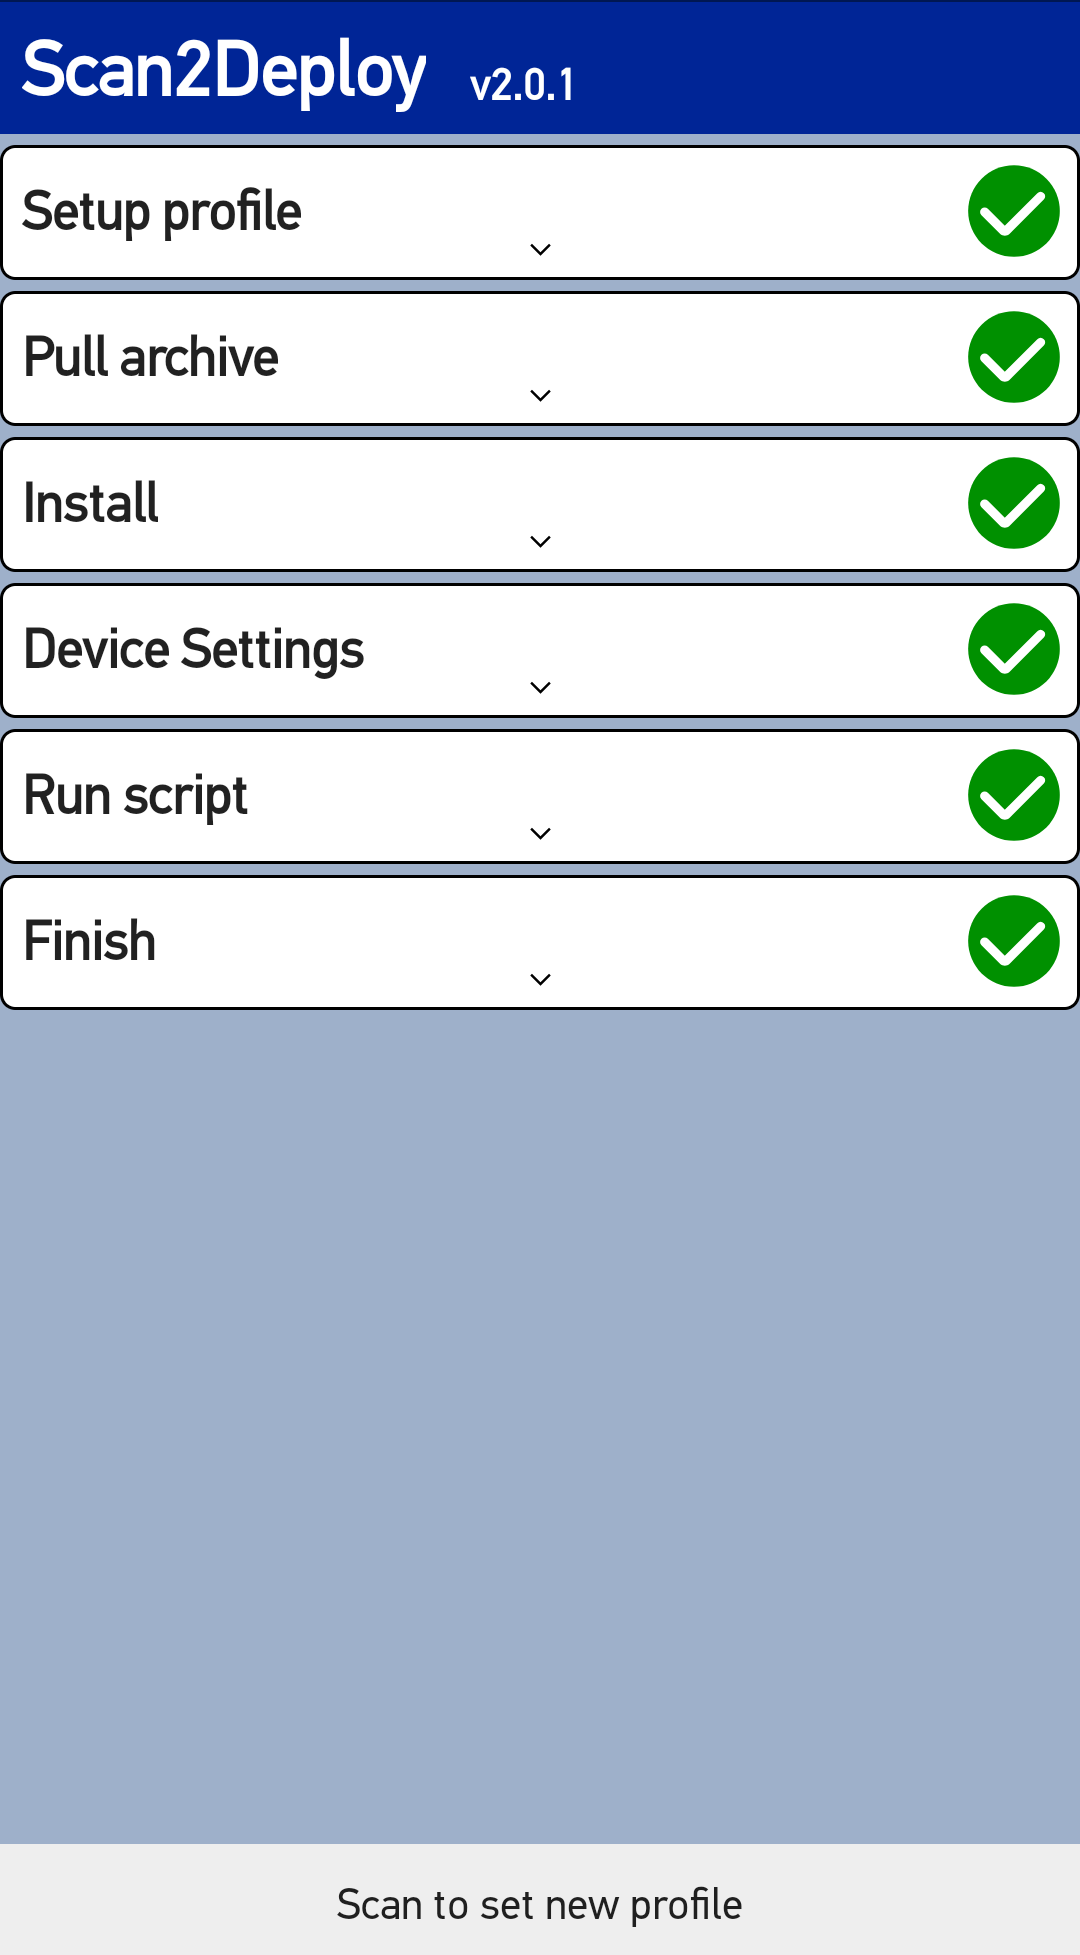 Scan2Deploy v2.0.1
Setup profile
Pull archive
Install
Device Settings
Run script
Finish
Scan to set new profile